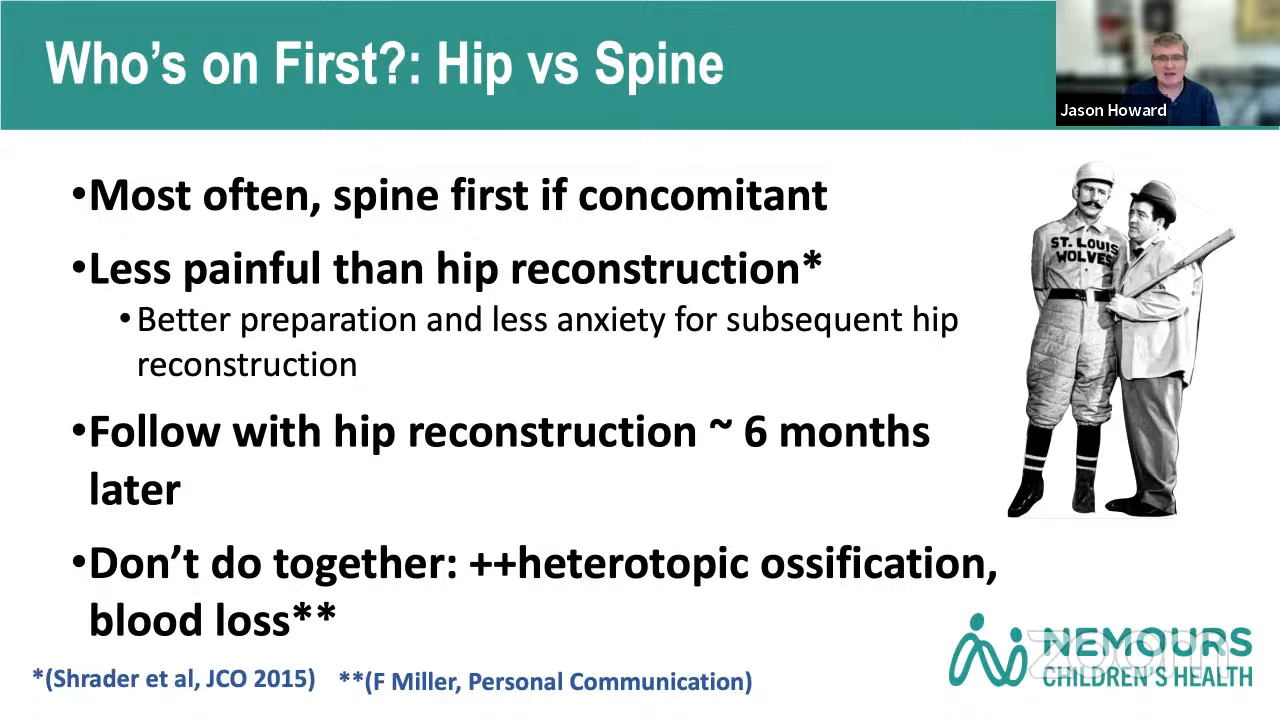 Who's on First?: Hip vs Spine
Jason Howard
•Most often, spine first if concomitant
•Less painful than hip reconstruction*
•Better preparation and less anxiety for subsequent hip
reconstruction
•Follow with hip reconstruction ~ 6 months
later
•Don't do together: ++heterotopic ossification,
blood loss**
ST. LOUIS
WOLVES
*(Shrader et al, JCO 2015) **(F Miller, Personal Communication)
NEMOURS
CHILDREN'S HEALTH
zoom